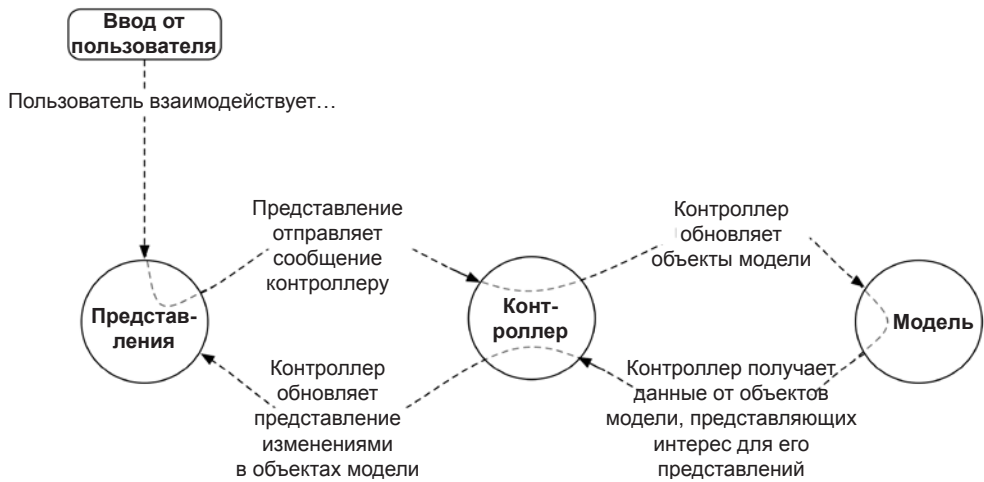 Ввод от
пользователя
Пользователь взаимодействует…
Представление
отправляет
сообщение
контроллеру
Контроллер
обновляет
объекты модели
Представ-
ления
Конт-
роллер
Модель
Контроллер
обновляет
представление
изменениями
в объектах модели
Контроллер получает
данные от объектов
модели, представляющих
интерес для его
представлений